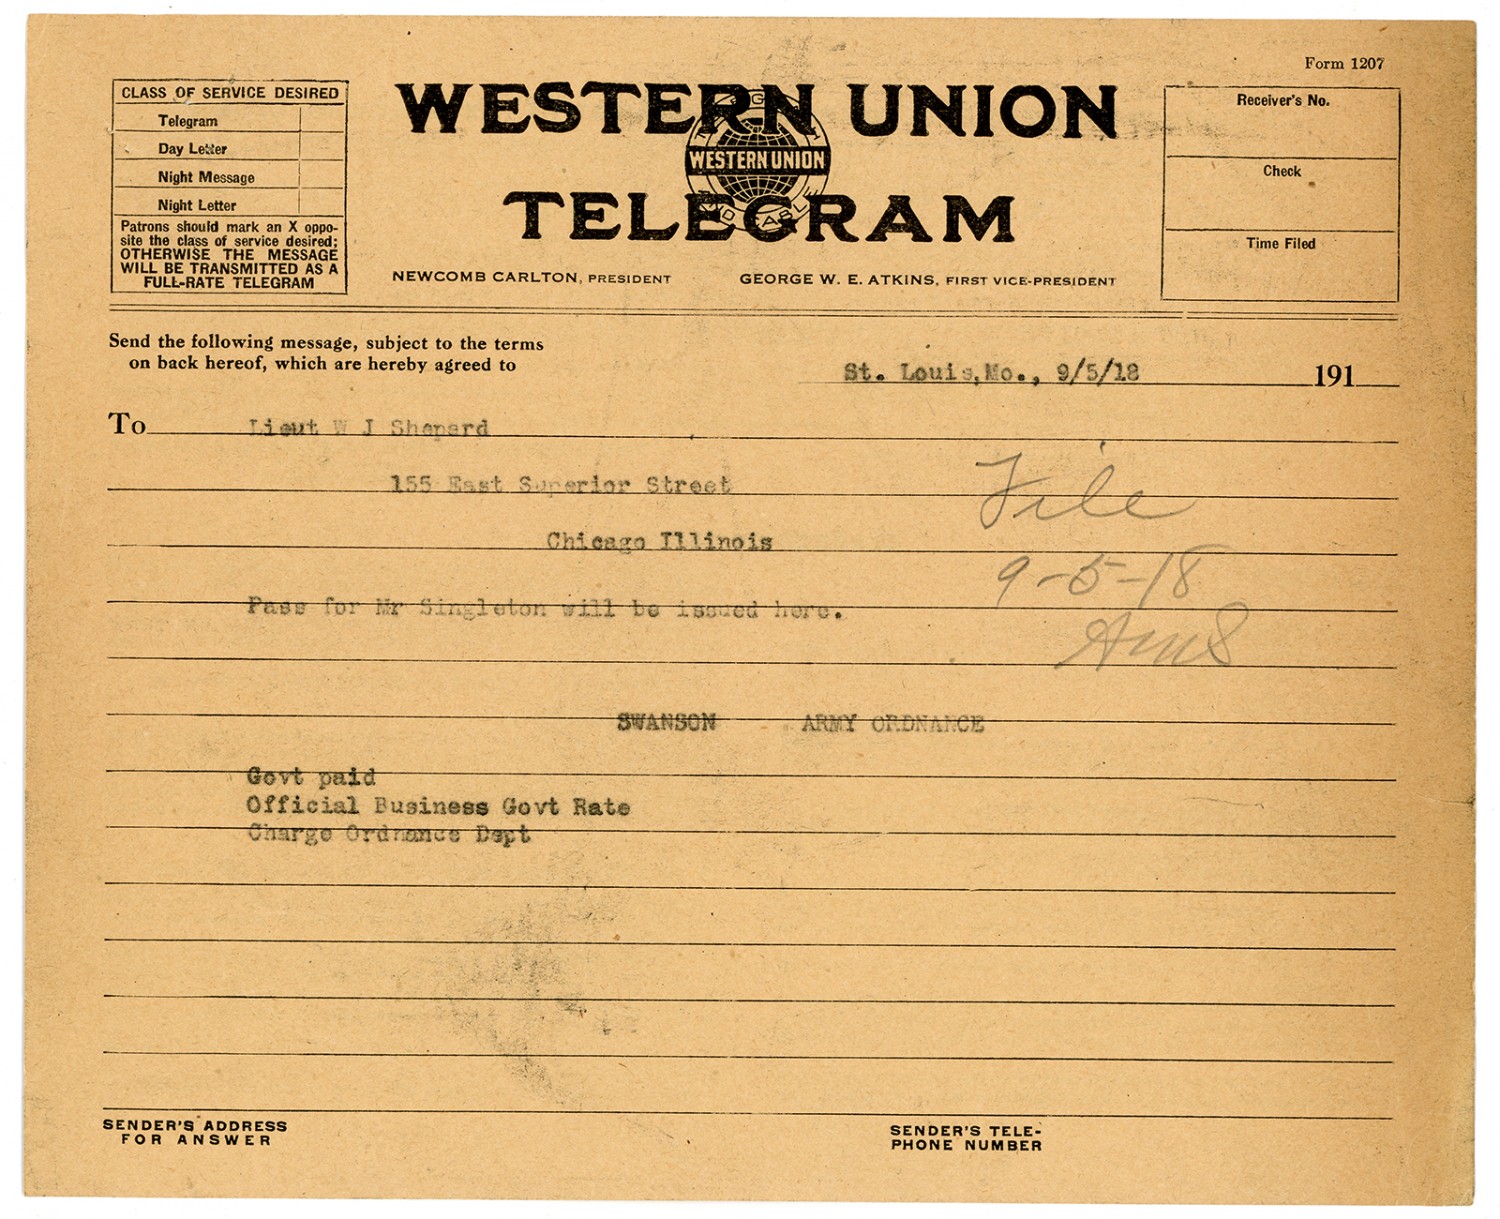 Form 1207
CLASS OF SERVICE DESIRED
Telegram
Day Letter
Night Message
Night Letter
Patrons should mark an X oppo-
site the class of service desired;
OTHERWISE THE MESSAGE
WILL BE TRANSMITTED AS A
FULL-RATE TELEGRAM
WESTERN UNION
WESTERN UNION
TELEGRAM
NEWCOMB CARLTON, PRESIDENT
GEORGE W. E. ATKINS, FIRST VICE-PRESIDENT
Receiver's No.
Check
Time Filed
Send the following message, subject to the terms
on back hereof, which are hereby agreed to
St. Louis,Mo., 9/5/18 191
To Lieut W J Shepard
155 East Superior Street
Chicago Illinois
File
9-5-18
Pass for Mr Singleton will be issued here.
SWANSON ARMY ORDNANCE
Govt paid
Official Business Govt Rate
Charge Ordnance Dept
SENDER'S ADDRESS
FOR ANSWER
SENDER'S TELE-
PHONE NUMBER